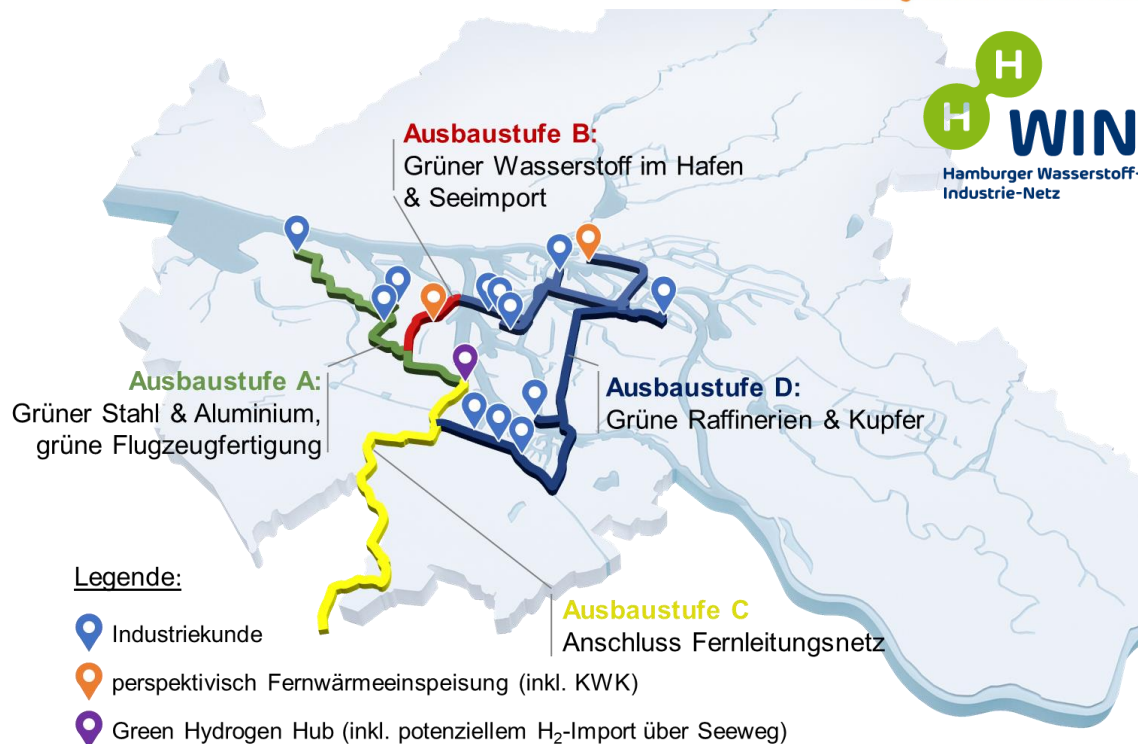 H
H
WIN
Hamburger Wasserstoff-
Industrie-Netz
Ausbaustufe B:
Grüner Wasserstoff im Hafen
& Seeimport
Ausbaustufe A:
Grüner Stahl & Aluminium,
grüne Flugzeugfertigung
Ausbaustufe D:
Grüne Raffinerien & Kupfer
Ausbaustufe C
Anschluss Fernleitungsnetz
Legende:
Industriekunde
perspektivisch Fernwärmeeinspeisung (inkl. KWK)
Green Hydrogen Hub (inkl. potenziellem H₂-Import über Seeweg)